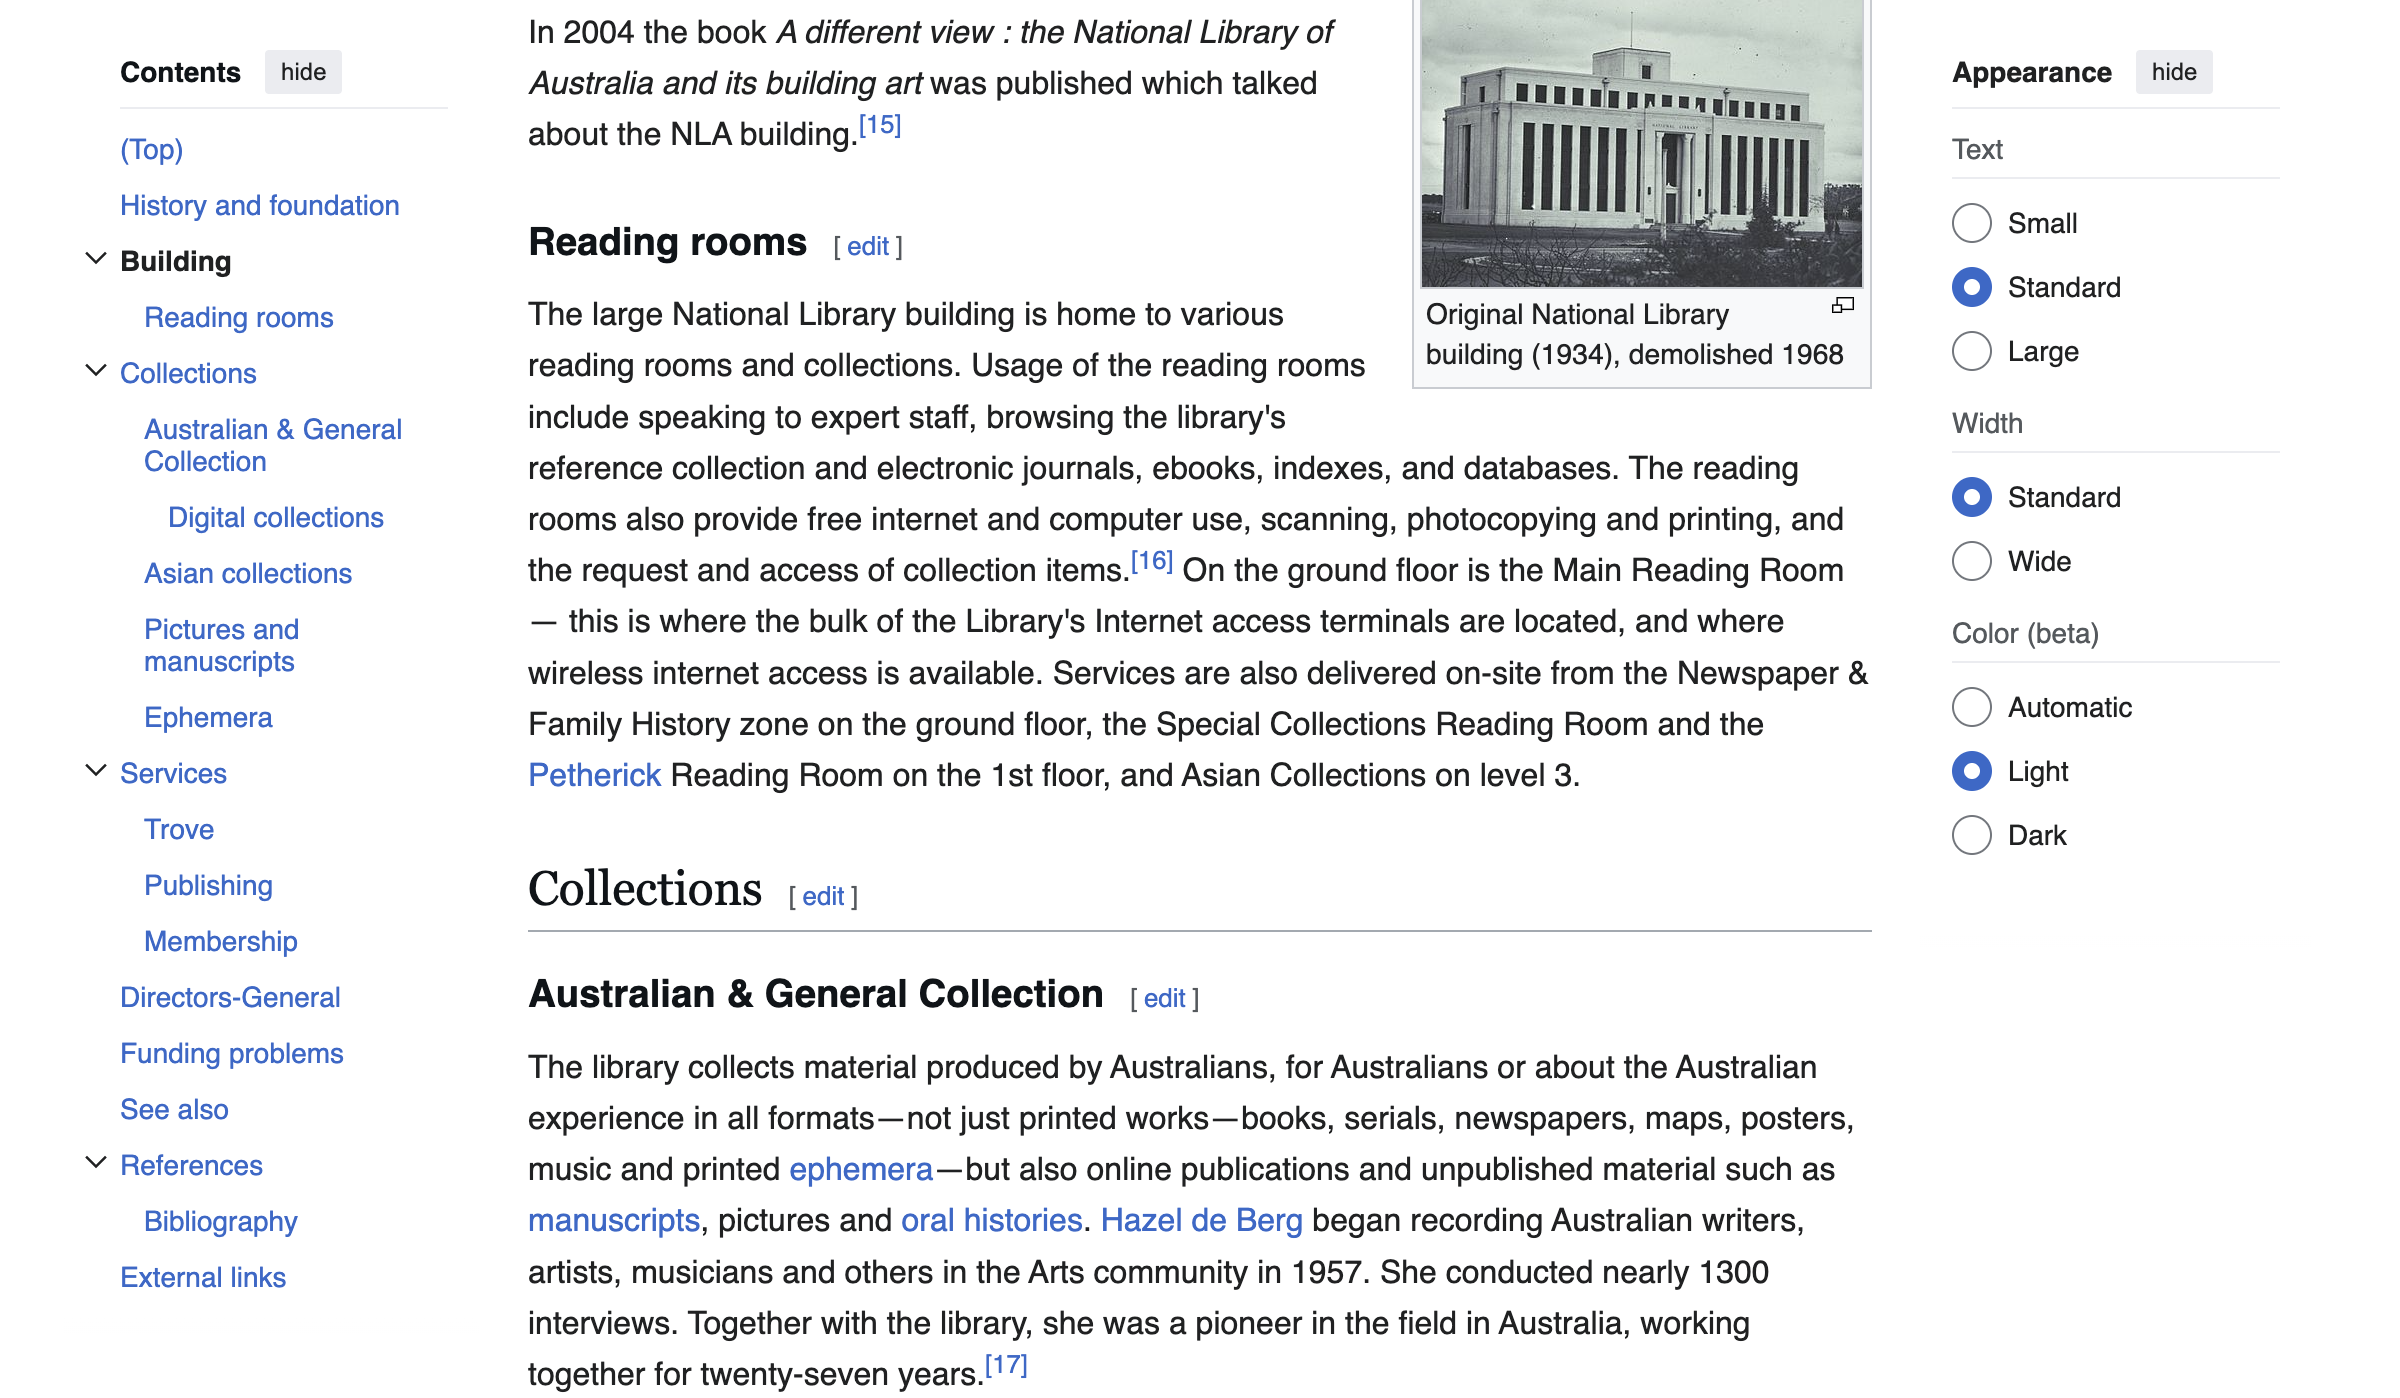 Contents hide
(Top)
History and foundation
Building
Reading rooms
Collections
Australian & General
Collection
Digital collections
Asian collections
Pictures and
manuscripts
Ephemera
Services
Trove
Publishing
Membership
Directors-General
Funding problems
See also
References
Bibliography
External links
In 2004 the book A different view : the National Library of
Australia and its building art was published which talked
about the NLA building.[15]
Original National Library
building (1934), demolished 1968
Reading rooms [ edit ]
The large National Library building is home to various
reading rooms and collections. Usage of the reading rooms
include speaking to expert staff, browsing the library's
reference collection and electronic journals, ebooks, indexes, and databases. The reading
rooms also provide free internet and computer use, scanning, photocopying and printing, and
the request and access of collection items.[16] On the ground floor is the Main Reading Room
— this is where the bulk of the Library's Internet access terminals are located, and where
wireless internet access is available. Services are also delivered on-site from the Newspaper &
Family History zone on the ground floor, the Special Collections Reading Room and the
Petherick Reading Room on the 1st floor, and Asian Collections on level 3.
Collections [ edit ]
Australian & General Collection [ edit ]
The library collects material produced by Australians, for Australians or about the Australian
experience in all formats—not just printed works—books, serials, newspapers, maps, posters,
music and printed ephemera—but also online publications and unpublished material such as
manuscripts, pictures and oral histories. Hazel de Berg began recording Australian writers,
artists, musicians and others in the Arts community in 1957. She conducted nearly 1300
interviews. Together with the library, she was a pioneer in the field in Australia, working
together for twenty-seven years.[17]
Appearance hide
Text
Small
Standard
Large
Width
Standard
Wide
Color (beta)
Automatic
Light
Dark